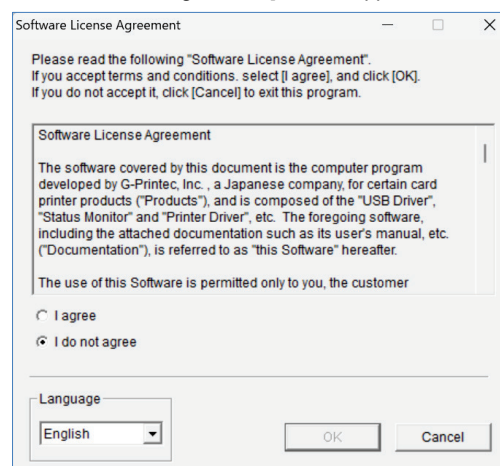 Software License Agreement
Please read the following "Software License Agreement".
If you accept terms and conditions. select [I agree], and click [OK].
If you do not accept it, click [Cancel] to exit this program.
Software License Agreement
The software covered by this document is the computer program
developed by G-Printec, Inc. , a Japanese company, for certain card
printer products ("Products"), and is composed of the "USB Driver",
"Status Monitor" and "Printer Driver", etc.  The foregoing software,
including the attached documentation such as its user's manual, etc.
("Documentation"), is referred to as "this Software" hereafter.
The use of this Software is permitted only to you, the customer
I agree
I do not agree
Language
English
OK
Cancel